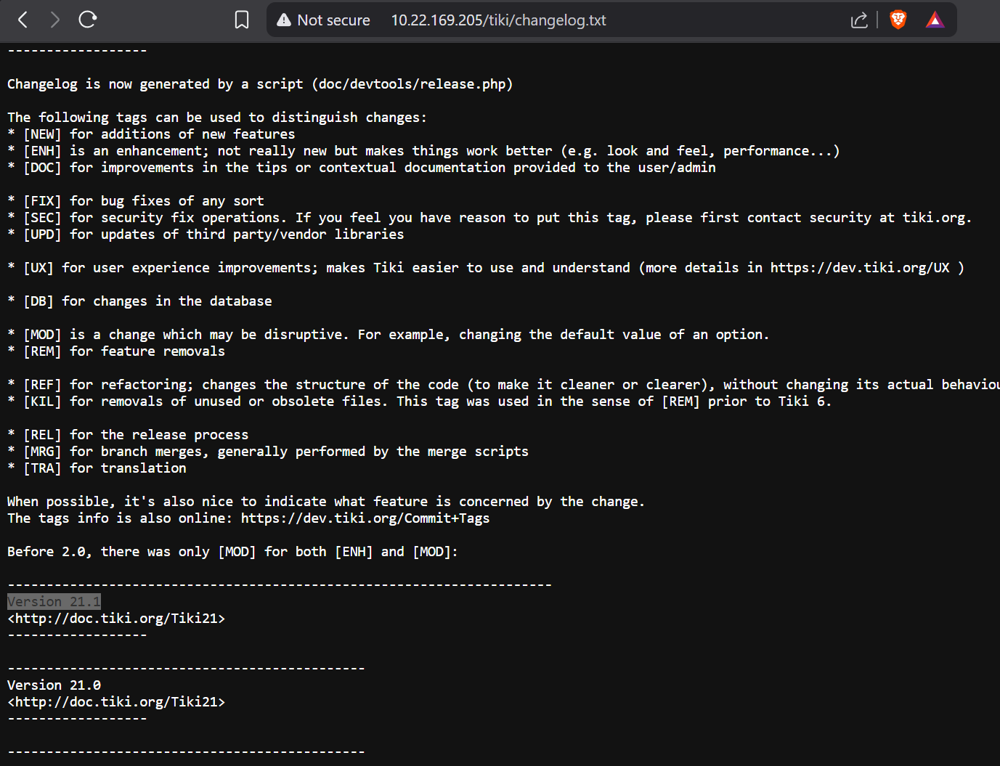 Not secure 10.22.169.205/tiki/changelog.txt
------------------
Changelog is now generated by a script (doc/devtools/release.php)
The following tags can be used to distinguish changes:
* [NEW] for additions of new features
* [ENH] is an enhancement; not really new but makes things work better (e.g. look and feel, performance...)
* [DOC] for improvements in the tips or contextual documentation provided to the user/admin
* [FIX] for bug fixes of any sort
* [SEC] for security fix operations. If you feel you have reason to put this tag, please first contact security at tiki.org.
* [UPD] for updates of third party/vendor libraries
* [UX] for user experience improvements; makes Tiki easier to use and understand (more details in https://dev.tiki.org/UX )
* [DB] for changes in the database
* [MOD] is a change which may be disruptive. For example, changing the default value of an option.
* [REM] for feature removals
* [REF] for refactoring; changes the structure of the code (to make it cleaner or clearer), without changing its actual behaviou
* [KIL] for removals of unused or obsolete files. This tag was used in the sense of [REM] prior to Tiki 6.
* [REL] for the release process
* [MRG] for branch merges, generally performed by the merge scripts
* [TRA] for translation
When possible, it's also nice to indicate what feature is concerned by the change.
The tags info is also online: https://dev.tiki.org/Commit+Tags
Before 2.0, there was only [MOD] for both [ENH] and [MOD]:
----------------------------------------------------------------------
Version 21.1
<http://doc.tiki.org/Tiki21>
------------------
----------------------------------------------
Version 21.0
<http://doc.tiki.org/Tiki21>
------------------
----------------------------------------------